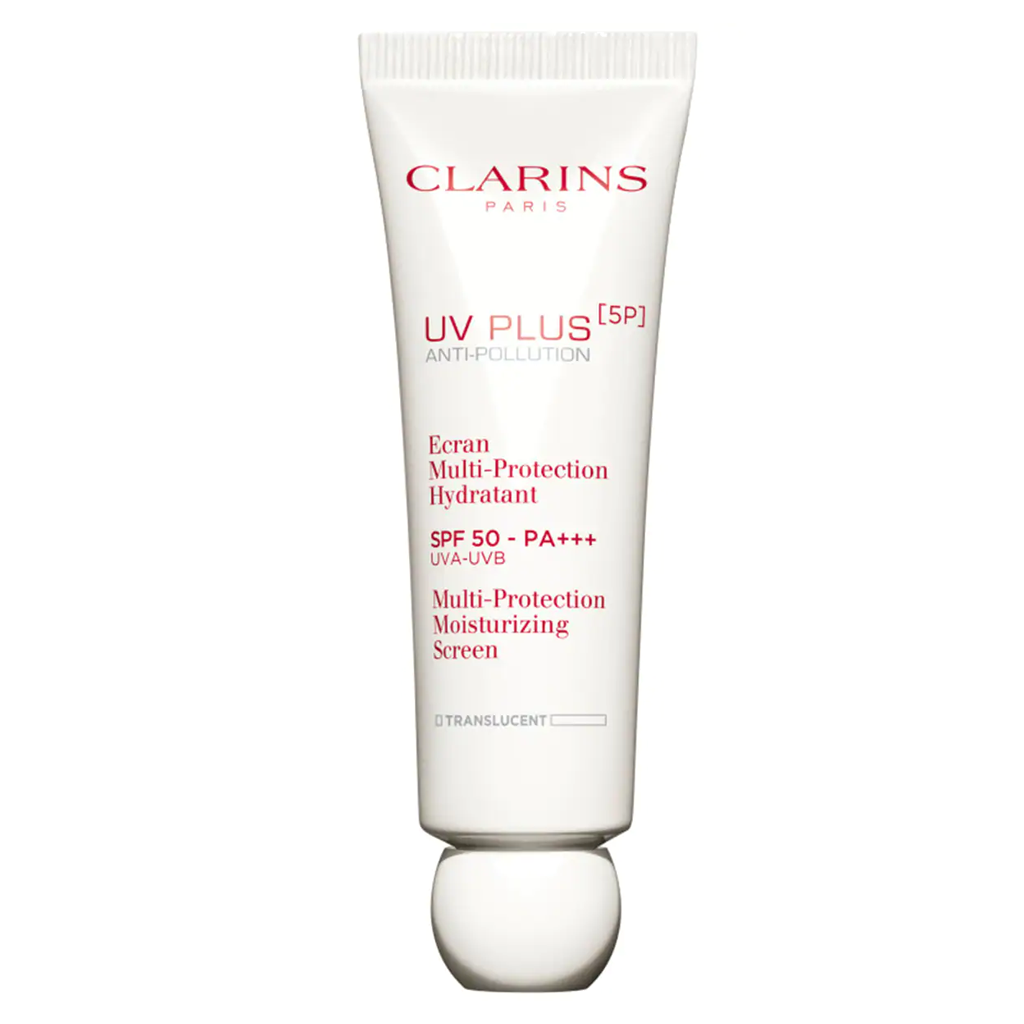 CLARINS
PARIS
UV PLUS [5P]
ANTI-POLLUTION
Ecran
Multi-Protection
Hydratant
SPF 50 - PA+++
UVA-UVB
Multi-Protection
Moisturizing
Screen
TRANSLUCENT